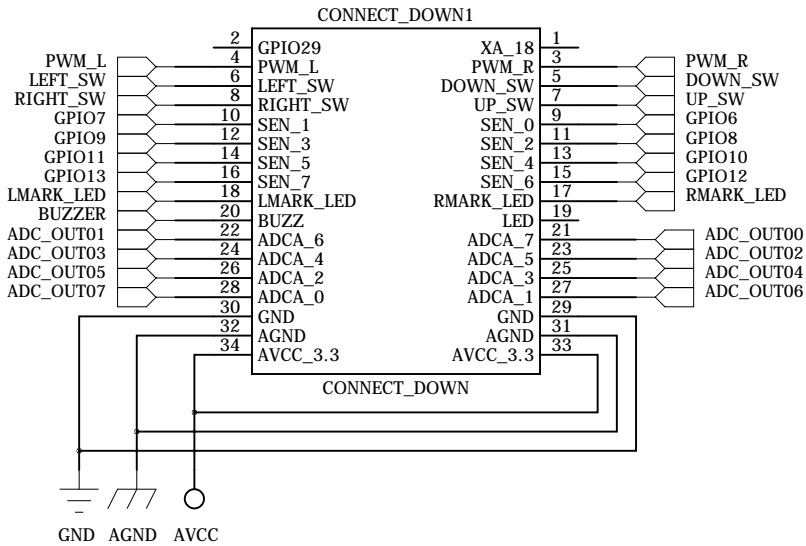 CONNECT_DOWN1
2 GPIO29 XA_18 1
PWM_L 4 PWM_L PWM_R 3 PWM_R
LEFT_SW 6 LEFT_SW DOWN_SW 5 DOWN_SW
RIGHT_SW 8 RIGHT_SW UP_SW 7 UP_SW
GPIO7 10 SEN_1 SEN_0 9 GPIO6
GPIO9 12 SEN_3 SEN_2 11 GPIO8
GPIO11 14 SEN_5 SEN_4 13 GPIO10
GPIO13 16 SEN_7 SEN_6 15 GPIO12
LMARK_LED 18 LMARK_LED RMARK_LED 17 RMARK_LED
BUZZER 20 BUZZ LED 19
ADC_OUT01 22 ADCA_6 ADCA_7 21 ADC_OUT00
ADC_OUT03 24 ADCA_4 ADCA_5 23 ADC_OUT02
ADC_OUT05 26 ADCA_2 ADCA_3 25 ADC_OUT04
ADC_OUT07 28 ADCA_0 ADCA_1 27 ADC_OUT06
30 GND GND 29
32 AGND AGND 31
34 AVCC_3.3 AVCC_3.3 33
CONNECT_DOWN
GND AGND AVCC